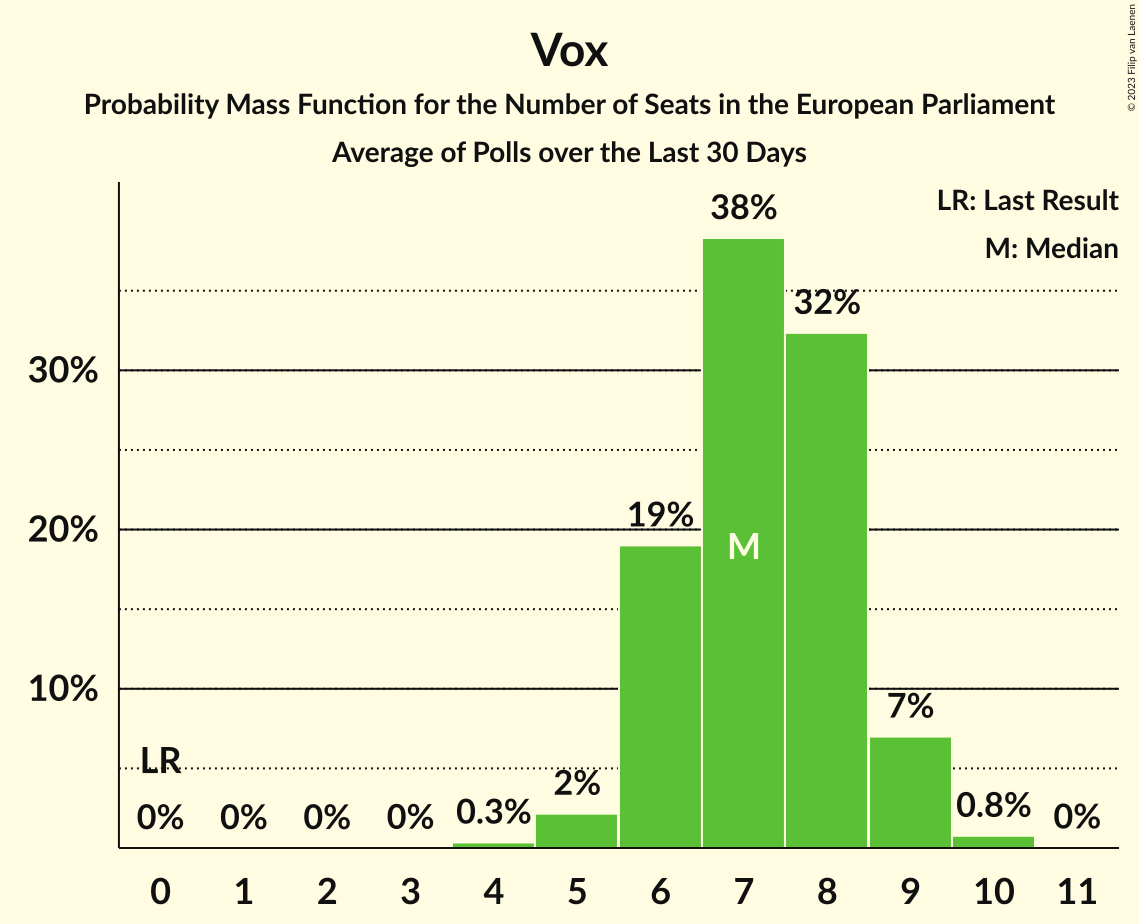 Vox
Probability Mass Function for the Number of Seats in the European Parliament
Average of Polls over the Last 30 Days
© 2023 Filip van Laenen
LR: Last Result
M: Median
30%
20%
10%
LR
0%
0%
0%
0%
0.3%
2%
19%
38%
M
32%
7%
0.8%
0%
0 1 2 3 4 5 6 7 8 9 10 11